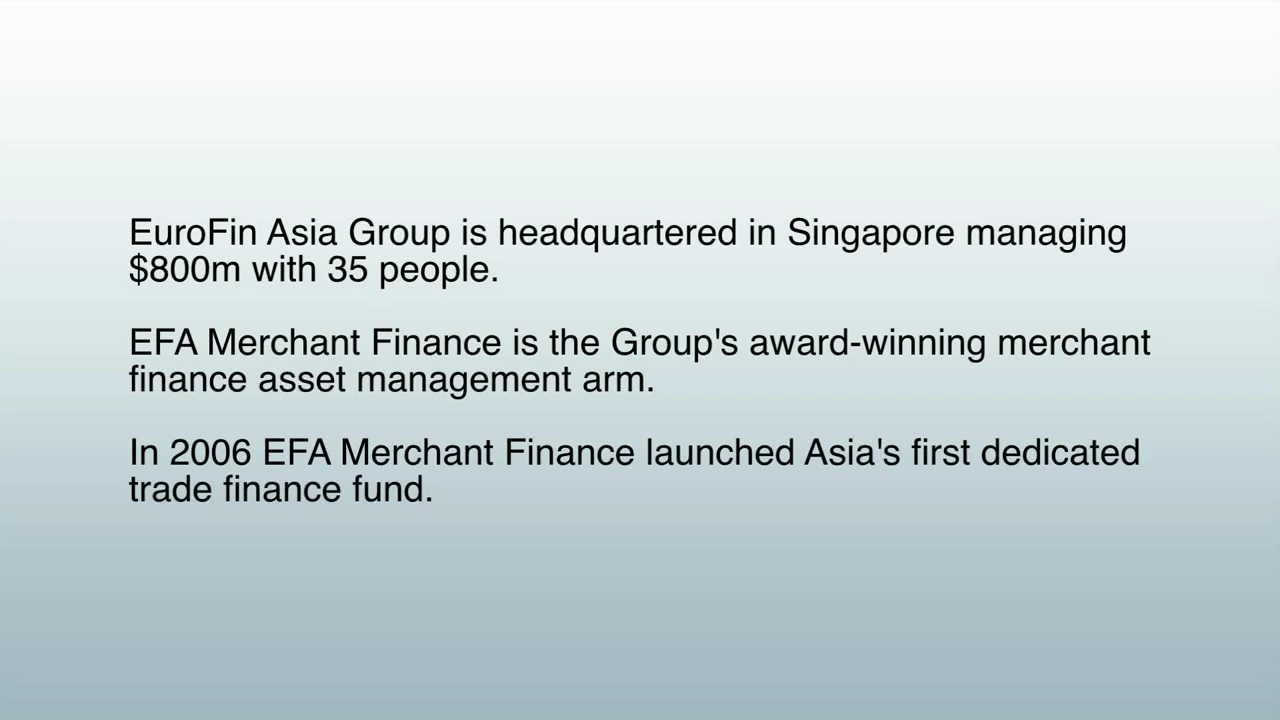 EuroFin Asia Group is headquartered in Singapore managing
$800m with 35 people.
EFA Merchant Finance is the Group's award-winning merchant
finance asset management arm.
In 2006 EFA Merchant Finance launched Asia's first dedicated
trade finance fund.